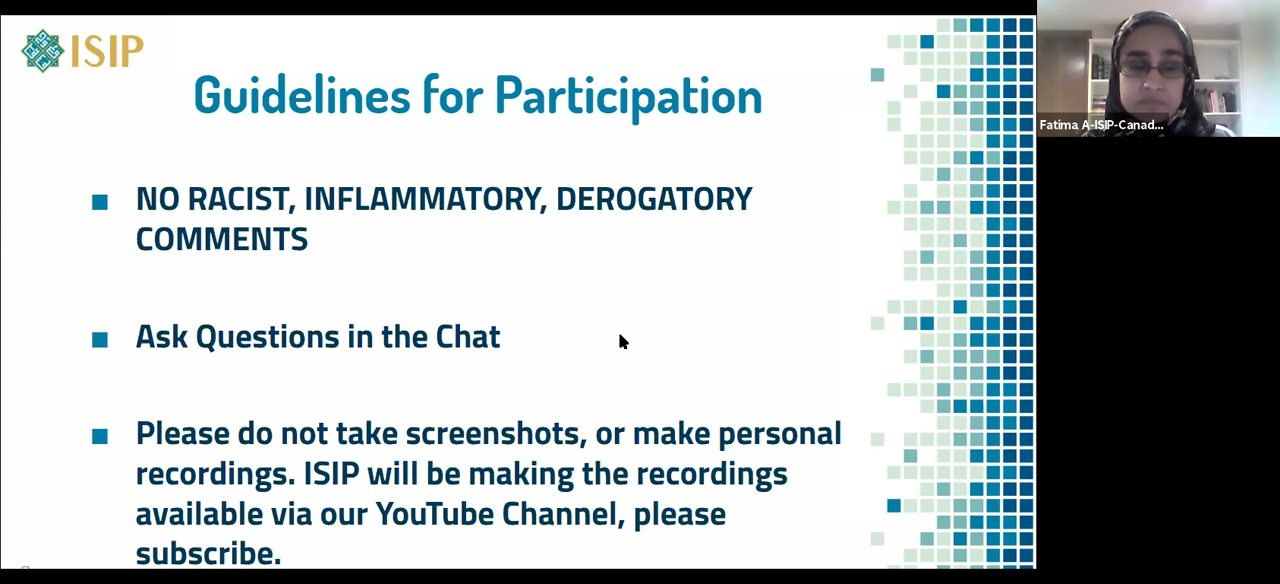 ISIP
Guidelines for Participation
NO RACIST, INFLAMMATORY, DEROGATORY
COMMENTS
Ask Questions in the Chat
Please do not take screenshots, or make personal
recordings. ISIP will be making the recordings
available via our YouTube Channel, please
subscribe.
Fatima A-ISIP-Canad...